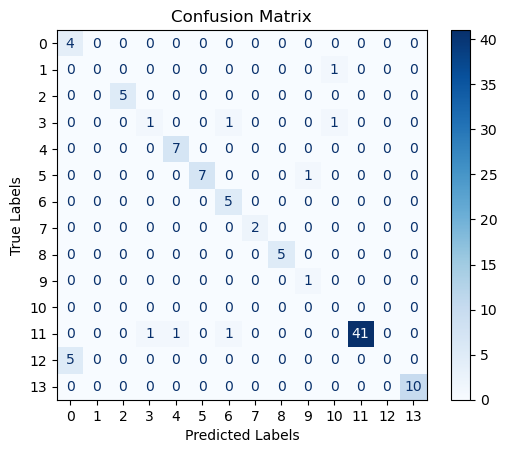 Confusion Matrix
0 4 0 0 0 0 0 0 0 0 0 0 0 0 0
1 0 0 0 0 0 0 0 0 0 0 1 0 0 0
2 0 0 5 0 0 0 0 0 0 0 0 0 0 0
3 0 0 0 1 0 0 1 0 0 0 1 0 0 0
4 0 0 0 0 7 0 0 0 0 0 0 0 0 0
5 0 0 0 0 0 7 0 0 0 1 0 0 0 0
6 0 0 0 0 0 0 5 0 0 0 0 0 0 0
7 0 0 0 0 0 0 0 2 0 0 0 0 0 0
8 0 0 0 0 0 0 0 0 5 0 0 0 0 0
9 0 0 0 0 0 0 0 0 0 1 0 0 0 0
10 0 0 0 0 0 0 0 0 0 0 0 0 0 0
11 0 0 0 1 1 0 1 0 0 0 0 41 0 0
12 5 0 0 0 0 0 0 0 0 0 0 0 0 0
13 0 0 0 0 0 0 0 0 0 0 0 0 0 10
0 1 2 3 4 5 6 7 8 9 10 11 12 13
Predicted Labels
True Labels
40
35
30
25
20
15
10
5
0